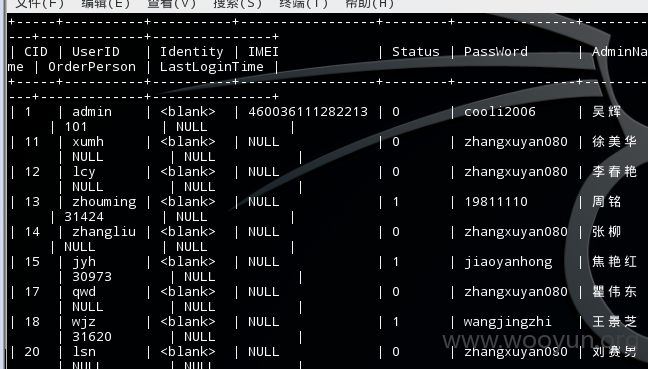 文件(F) 编辑(E) 查看(V) 搜索(S) 终端(T) 帮助(H)
| CID | UserID | Identity | IMEI | Status | PassWord | AdminNa
me | OrderPerson | LastLoginTime |
| 1 | admin | <blank> | 460036111282213 | 0 | cooli2006 | 吴辉
| 101 | NULL |
| 11 | xumh | <blank> | NULL | 0 | zhangxuyan080 | 徐美华
| NULL | NULL |
| 12 | lcy | <blank> | NULL | 0 | zhangxuyan080 | 李春艳
| NULL | NULL |
| 13 | zhouming | <blank> | NULL | 1 | 19811110 | 周铭
| 31424 | NULL |
| 14 | zhangliu | <blank> | NULL | 0 | zhangxuyan080 | 张柳
| NULL | NULL |
| 15 | jyh | <blank> | NULL | 1 | jiaoyanhong | 焦艳红
| 30973 | NULL |
| 17 | qwd | <blank> | NULL | 0 | zhangxuyan080 | 瞿伟东
| NULL | NULL |
| 18 | wjz | <blank> | NULL | 1 | wangjingzhi | 王景芝
| 31620 | NULL |
| 20 | lsn | <blank> | NULL | 0 | zhangxuyan080 | 刘赛男
| NULL | NULL |
www.wooyun.org